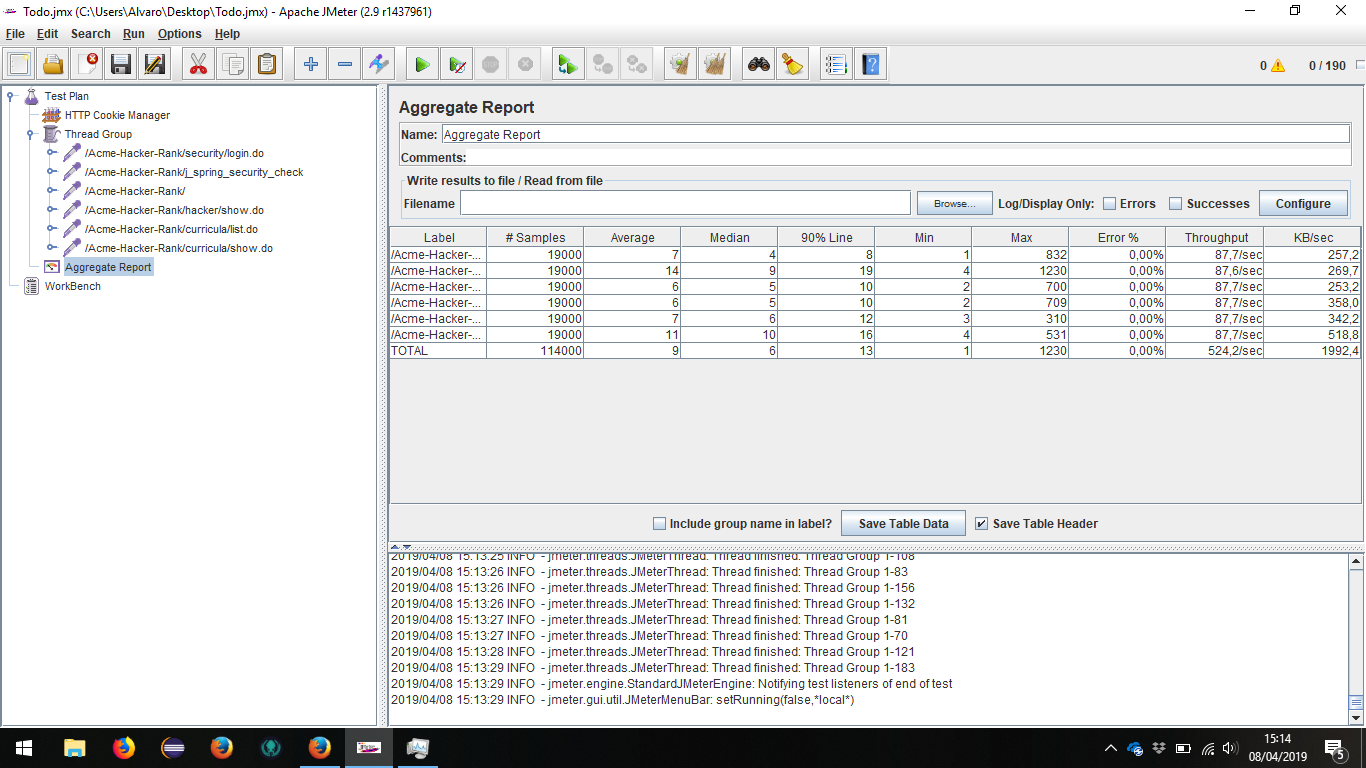 Todo.jmx (C:\Users\Alvaro\Desktop\Todo.jmx) - Apache JMeter (2.9 r1437961)
File Edit Search Run Options Help
0 0 / 190
Test Plan
HTTP Cookie Manager
Thread Group
/Acme-Hacker-Rank/security/login.do
/Acme-Hacker-Rank/j_spring_security_check
/Acme-Hacker-Rank/
/Acme-Hacker-Rank/hacker/show.do
/Acme-Hacker-Rank/curricula/list.do
/Acme-Hacker-Rank/curricula/show.do
Aggregate Report
WorkBench
Aggregate Report
Name: Aggregate Report
Comments:
Write results to file / Read from file
Filename Browse... Log/Display Only: Errors Successes Configure
Label # Samples Average Median 90% Line Min Max Error % Throughput KB/sec
/Acme-Hacker-... 19000 7 4 8 1 832 0,00% 87,7/sec 257,2
/Acme-Hacker-... 19000 14 9 19 4 1230 0,00% 87,6/sec 269,7
/Acme-Hacker-... 19000 6 5 10 2 700 0,00% 87,7/sec 253,2
/Acme-Hacker-... 19000 6 5 10 2 709 0,00% 87,7/sec 358,0
/Acme-Hacker-... 19000 7 6 12 3 310 0,00% 87,7/sec 342,2
/Acme-Hacker-... 19000 11 10 16 4 531 0,00% 87,7/sec 518,8
TOTAL 114000 9 6 13 1 1230 0,00% 524,2/sec 1992,4
Include group name in label? Save Table Data Save Table Header
2019/04/08 15:13:25 INFO - jmeter.threads.JMeterThread: Thread finished: Thread Group 1-108
2019/04/08 15:13:26 INFO - jmeter.threads.JMeterThread: Thread finished: Thread Group 1-83
2019/04/08 15:13:26 INFO - jmeter.threads.JMeterThread: Thread finished: Thread Group 1-156
2019/04/08 15:13:26 INFO - jmeter.threads.JMeterThread: Thread finished: Thread Group 1-132
2019/04/08 15:13:27 INFO - jmeter.threads.JMeterThread: Thread finished: Thread Group 1-81
2019/04/08 15:13:27 INFO - jmeter.threads.JMeterThread: Thread finished: Thread Group 1-70
2019/04/08 15:13:28 INFO - jmeter.threads.JMeterThread: Thread finished: Thread Group 1-121
2019/04/08 15:13:29 INFO - jmeter.threads.JMeterThread: Thread finished: Thread Group 1-183
2019/04/08 15:13:29 INFO - jmeter.engine.StandardJMeterEngine: Notifying test listeners of end of test
2019/04/08 15:13:29 INFO - jmeter.gui.util.JMeterMenuBar: setRunning(false,*local*)
15:14
08/04/2019
5